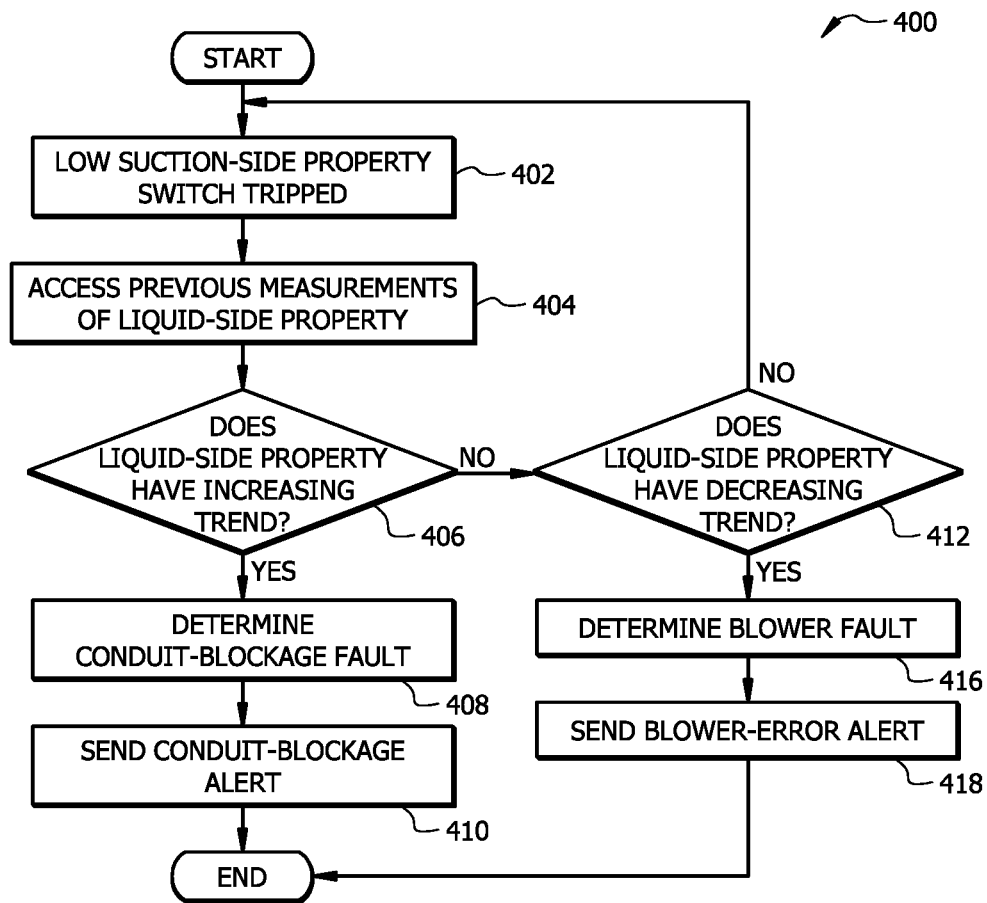 400
START
LOW SUCTION-SIDE PROPERTY
SWITCH TRIPPED
402
ACCESS PREVIOUS MEASUREMENTS
OF LIQUID-SIDE PROPERTY
404
DOES
LIQUID-SIDE PROPERTY
HAVE INCREASING
TREND?
406
NO
YES
DETERMINE
CONDUIT-BLOCKAGE FAULT
408
SEND CONDUIT-BLOCKAGE
ALERT
410
END
NO
DOES
LIQUID-SIDE PROPERTY
HAVE DECREASING
TREND?
412
YES
DETERMINE BLOWER FAULT
416
SEND BLOWER-ERROR ALERT
418